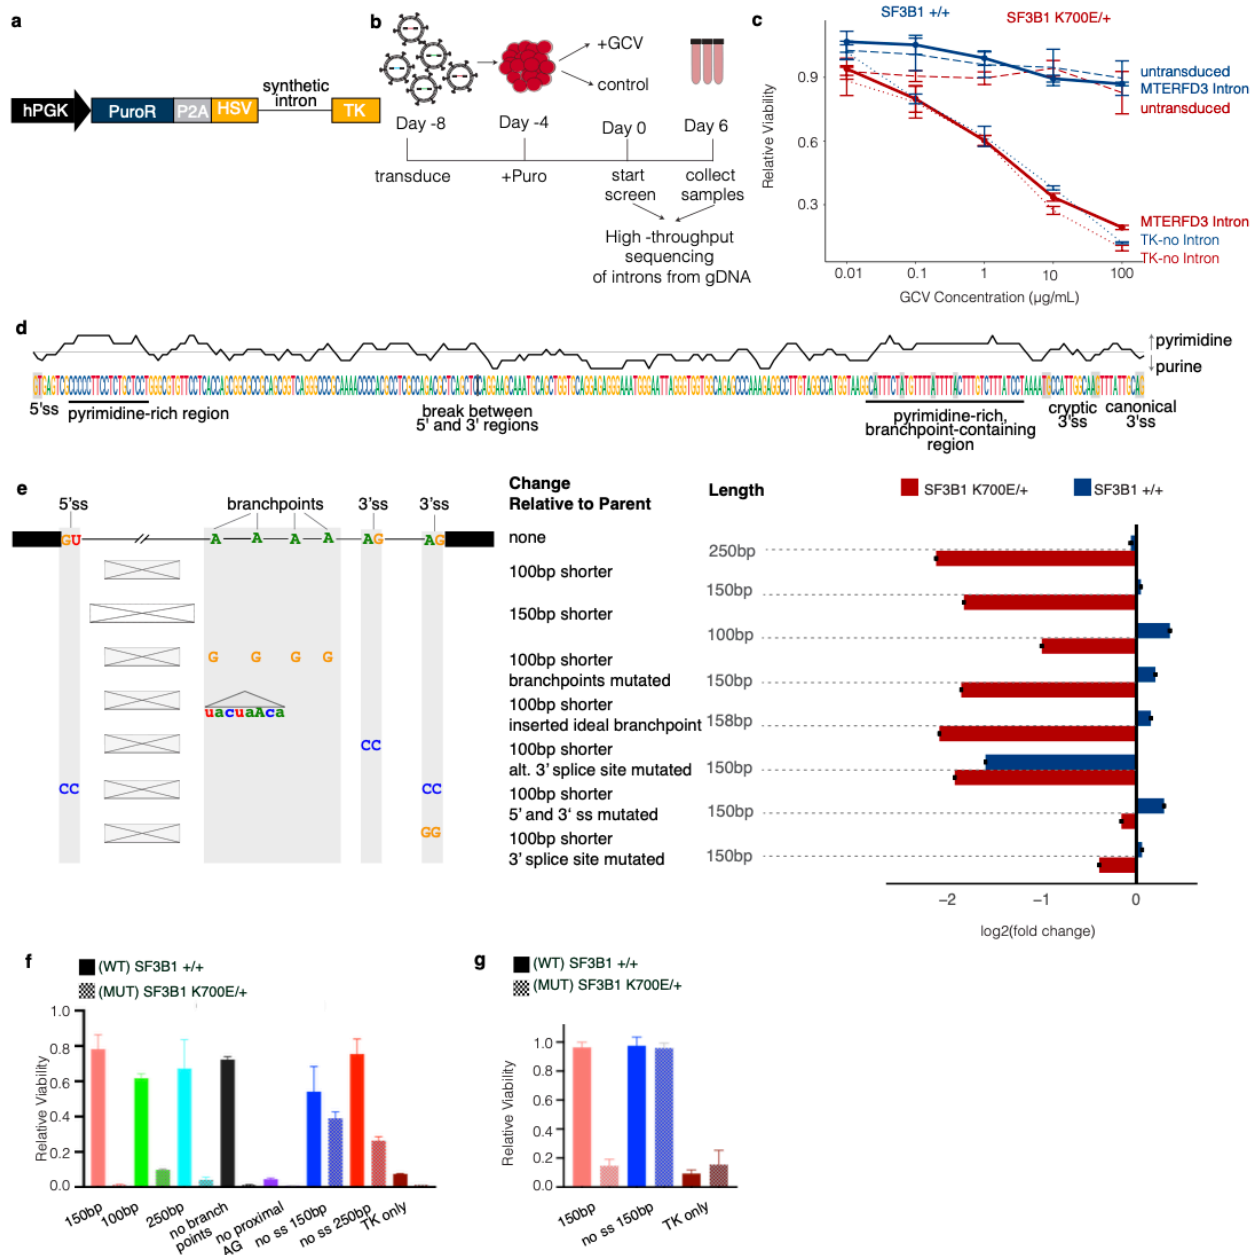 a
hPGK
PuroR
P2A
HSV
synthetic
intron
TK
b
+GCV
control
Day -8
Day -4
Day 0
Day 6
transduce
+Puro
start
screen
collect
samples
High -throughput
sequencing
of introns from gDNA
c
SF3B1 +/+
SF3B1 K700E/+
Relative Viability
0.9
0.6
0.3
0.01
0.1
1
10
100
GCV Concentration (µg/mL)
untransduced
MTERFD3 Intron
untransduced
MTERFD3 Intron
TK-no Intron
TK-no Intron
d
pyrimidine
purine
5'ss
pyrimidine-rich region
break between
5' and 3' regions
pyrimidine-rich,
branchpoint-containing
region
cryptic
3'ss
canonical
3'ss
e
5'ss
branchpoints
3'ss
3'ss
GU
A
A
A
A
AG
AG
G
G
G
G
uacuaAca
CC
CC
CC
GG
Change
Relative to Parent
none
100bp shorter
150bp shorter
100bp shorter
branchpoints mutated
100bp shorter
inserted ideal branchpoint
100bp shorter
alt. 3' splice site mutated
100bp shorter
5' and 3' ss mutated
100bp shorter
3' splice site mutated
Length
250bp
150bp
100bp
150bp
158bp
150bp
150bp
150bp
SF3B1 K700E/+
SF3B1 +/+
−2
−1
0
log2(fold change)
f
(WT) SF3B1 +/+
(MUT) SF3B1 K700E/+
Relative Viability
1.0
0.8
0.6
0.4
0.2
0.0
150bp
100bp
250bp
no branch
points
no proximal
AG
no ss 150bp
no ss 250bp
TK only
g
(WT) SF3B1 +/+
(MUT) SF3B1 K700E/+
Relative Viability
1.0
0.8
0.6
0.4
0.2
0.0
150bp
no ss 150bp
TK only